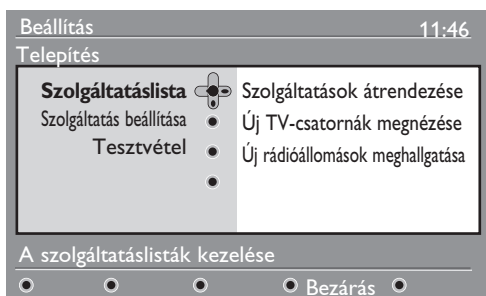 Beállítás 11:46
Telepítés
Szolgáltatáslista Szolgáltatások átrendezése
Szolgáltatás beállítása Új TV-csatornák megnézése
Tesztvétel Új rádióállomások meghallgatása
A szolgáltatáslisták kezelése
Bezárás